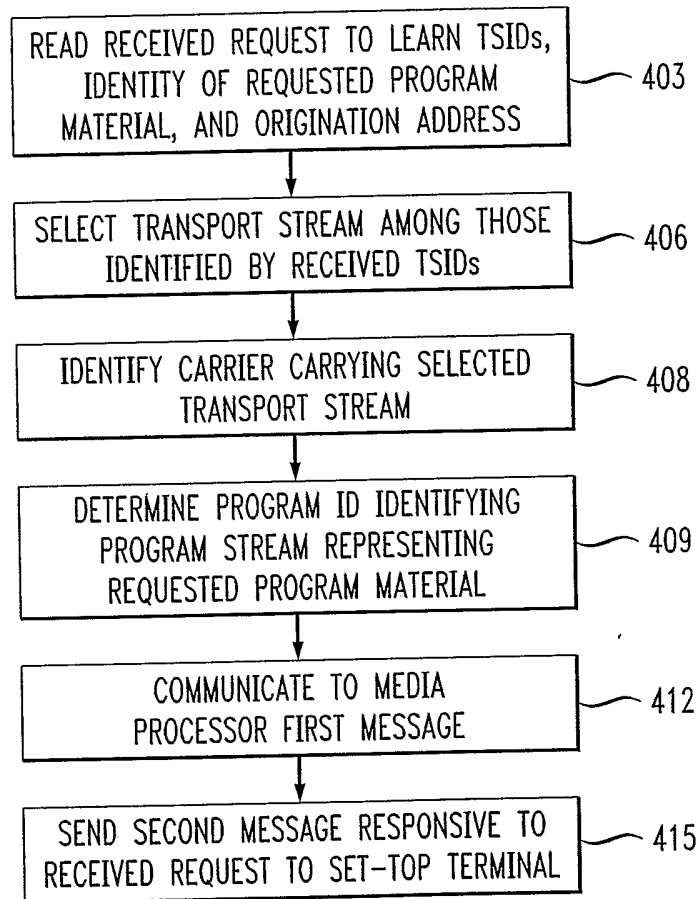 READ RECEIVED REQUEST TO LEARN TSIDs,
IDENTITY OF REQUESTED PROGRAM
MATERIAL, AND ORIGINATION ADDRESS
403
SELECT TRANSPORT STREAM AMONG THOSE
IDENTIFIED BY RECEIVED TSIDs
406
IDENTIFY CARRIER CARRYING SELECTED
TRANSPORT STREAM
408
DETERMINE PROGRAM ID IDENTIFYING
PROGRAM STREAM REPRESENTING
REQUESTED PROGRAM MATERIAL
409
COMMUNICATE TO MEDIA
PROCESSOR FIRST MESSAGE
412
SEND SECOND MESSAGE RESPONSIVE TO
RECEIVED REQUEST TO SET-TOP TERMINAL
415